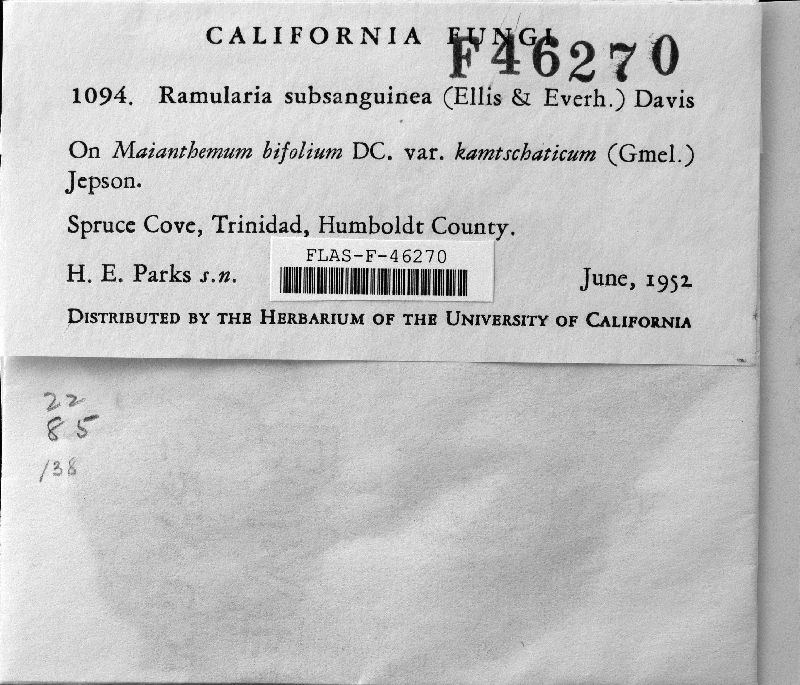 CALIFORNIA FUNGI
F46270
1094. Ramularia subsanguinea (Ellis & Everh.) Davis
On Maianthemum bifolium DC. var. kamtschaticum (Gmel.)
Jepson.
Spruce Cove, Trinidad, Humboldt County.
FLAS-F-46270
H. E. Parks s.n. June, 1952
DISTRIBUTED BY THE HERBARIUM OF THE UNIVERSITY OF CALIFORNIA
22
85
138